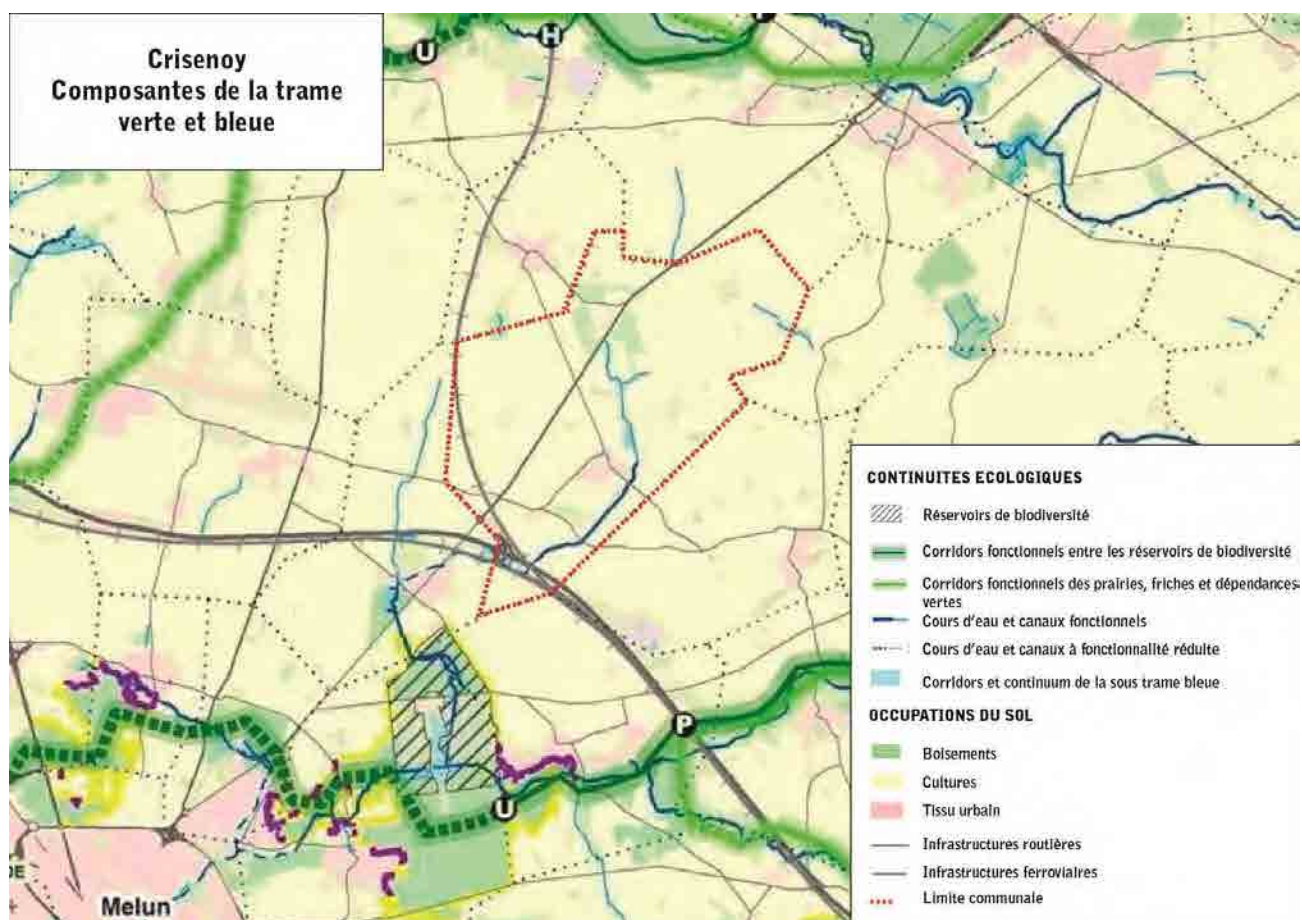 Crisenoy
Composantes de la trame
verte et bleue
U
H
CONTINUITES ECOLOGIQUES
Réservoirs de biodiversité
Corridors fonctionnels entre les réservoirs de biodiversité
Corridors fonctionnels des prairies, friches et dépendances
vertes
Cours d'eau et canaux fonctionnels
Cours d'eau et canaux à fonctionnalité réduite
Corridors et continuum de la sous trame bleue
OCCUPATIONS DU SOL
Boisements
Cultures
Tissu urbain
Infrastructures routières
Infrastructures ferroviaires
Limite communale
P
U
DE
Melun